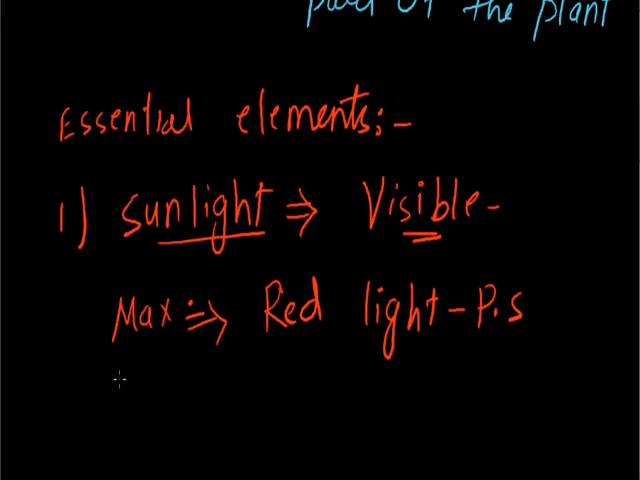 part of the plant
Essential elements:-
1) Sunlight ⇒ Visible -
Max ⇒ Red light - P.S